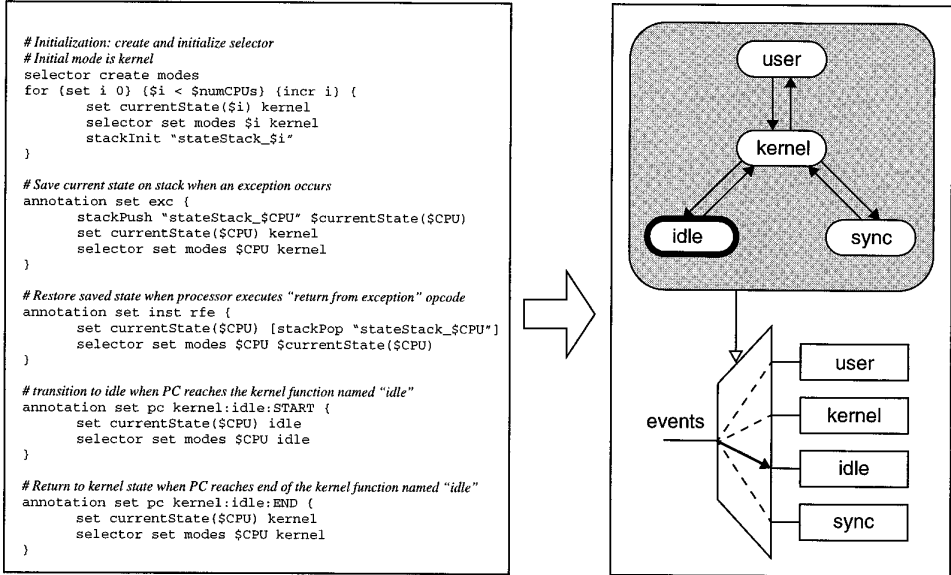 # Initialization: create and initialize selector
# Initial mode is kernel
selector create modes
for {set i 0} {$i < $numCPUs} {incr i} {
set currentState($i) kernel
selector set modes $i kernel
stackInit "stateStack_$i"
}
# Save current state on stack when an exception occurs
annotation set exc {
stackPush "stateStack_$CPU" $currentState($CPU)
set currentState($CPU) kernel
selector set modes $CPU kernel
}
# Restore saved state when processor executes "return from exception" opcode
annotation set inst rfe {
set currentState($CPU) [stackPop "stateStack_$CPU"]
selector set modes $CPU $currentState($CPU)
}
# transition to idle when PC reaches the kernel function named "idle"
annotation set pc kernel:idle:START {
set currentState($CPU) idle
selector set modes $CPU idle
}
# Return to kernel state when PC reaches end of the kernel function named "idle"
annotation set pc kernel:idle:END {
set currentState($CPU) kernel
selector set modes $CPU kernel
}
user
kernel
idle
sync
events
user
kernel
idle
sync